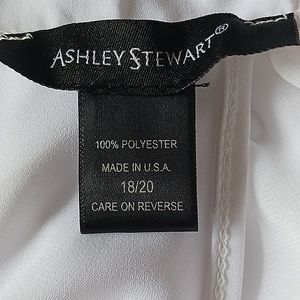 ASHLEY STEWART®
100% POLYESTER
MADE IN U.S.A.
18/20
CARE ON REVERSE